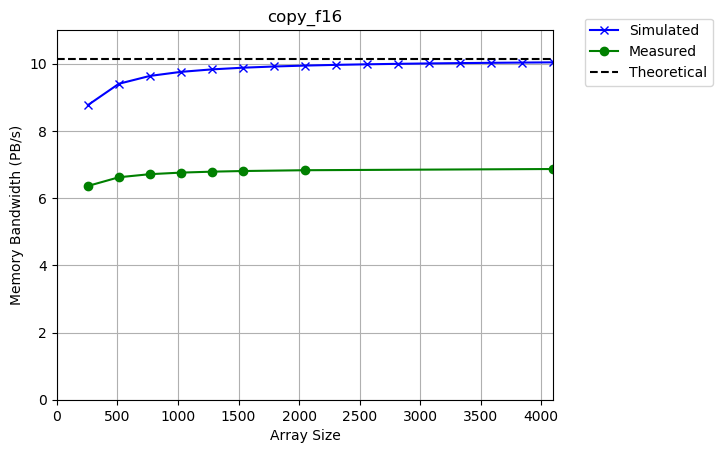 copy_f16
Simulated
Measured
Theoretical
Memory Bandwidth (PB/s)
10
8
6
4
2
0
0 500 1000 1500 2000 2500 3000 3500 4000
Array Size